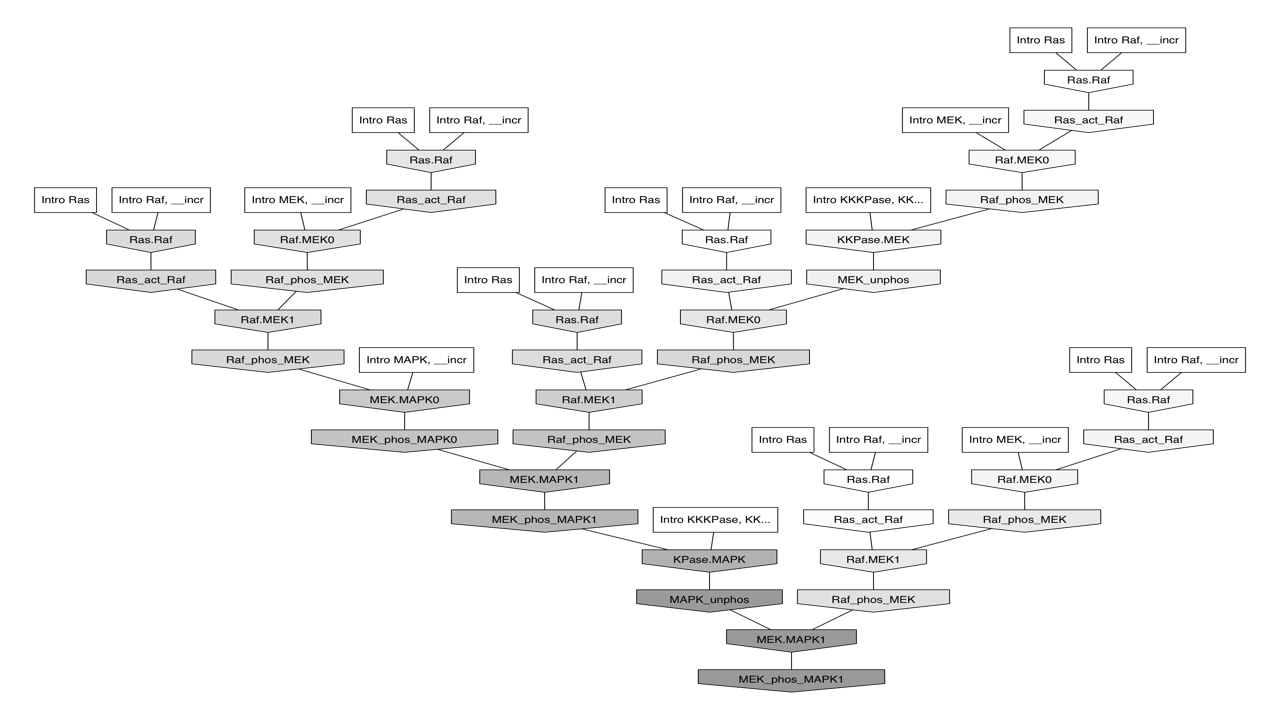 Intro Ras
Intro Raf, __incr
Ras.Raf
Intro Ras
Intro Raf, __incr
Intro MEK, __incr
Ras_act_Raf
Ras.Raf
Raf.MEK0
Intro Ras
Intro Raf, __incr
Intro MEK, __incr
Ras_act_Raf
Intro Ras
Intro Raf, __incr
Intro KKKPase, KK...
Raf_phos_MEK
Ras.Raf
Raf.MEK0
Ras.Raf
KKPase.MEK
Ras_act_Raf
Raf_phos_MEK
Intro Ras
Intro Raf, __incr
Ras_act_Raf
MEK_unphos
Raf.MEK1
Ras.Raf
Raf.MEK0
Raf_phos_MEK
Intro MAPK, __incr
Ras_act_Raf
Raf_phos_MEK
Intro Ras
Intro Raf, __incr
MEK.MAPK0
Raf.MEK1
Ras.Raf
MEK_phos_MAPK0
Raf_phos_MEK
Intro Ras
Intro Raf, __incr
Intro MEK, __incr
Ras_act_Raf
MEK.MAPK1
Ras.Raf
Raf.MEK0
MEK_phos_MAPK1
Intro KKKPase, KK...
Ras_act_Raf
Raf_phos_MEK
KPase.MAPK
Raf.MEK1
MAPK_unphos
Raf_phos_MEK
MEK.MAPK1
MEK_phos_MAPK1